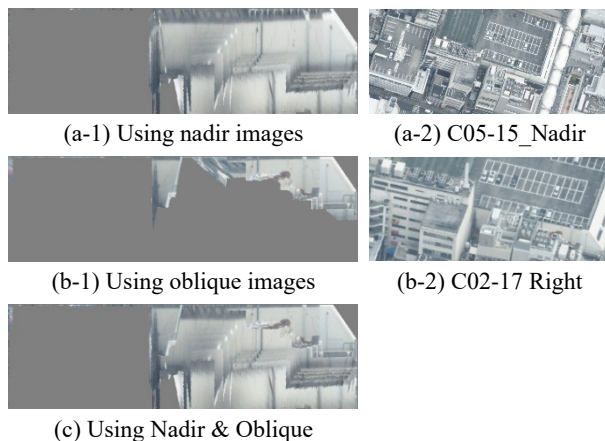 (a-1) Using nadir images
(a-2) C05-15_Nadir
(b-1) Using oblique images
(b-2) C02-17 Right
(c) Using Nadir & Oblique